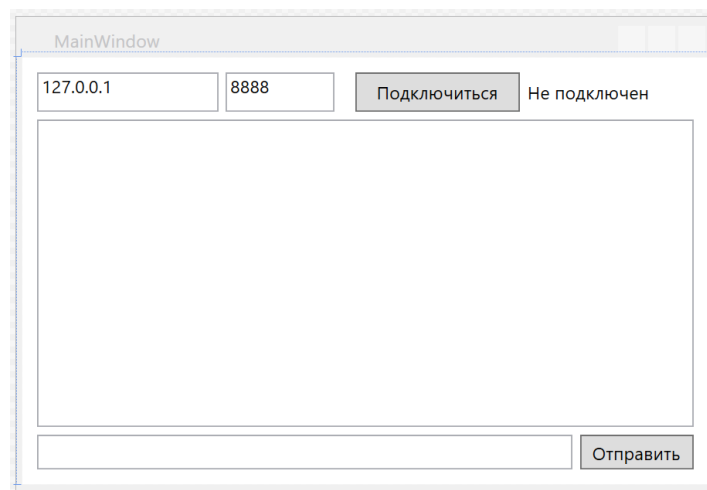 MainWindow
127.0.0.1 8888 Подключиться Не подключен
Отправить